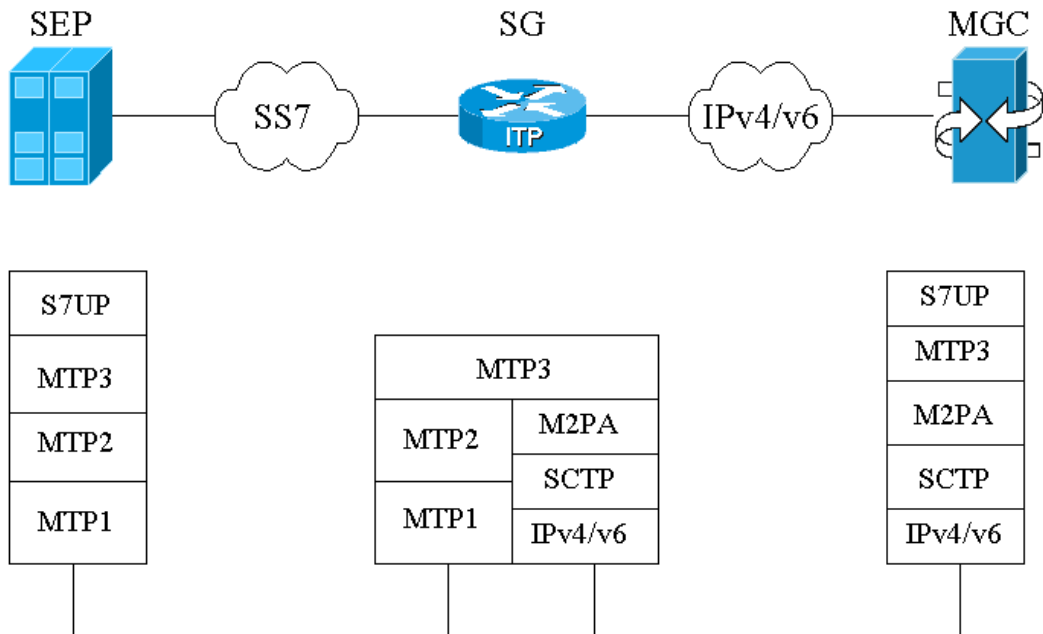 SEP
SG
MGC
SS7
ITP
IPv4/v6
S7UP
MTP3
MTP2
MTP1
MTP3
MTP2
MTP1
M2PA
SCTP
IPv4/v6
S7UP
MTP3
M2PA
SCTP
IPv4/v6